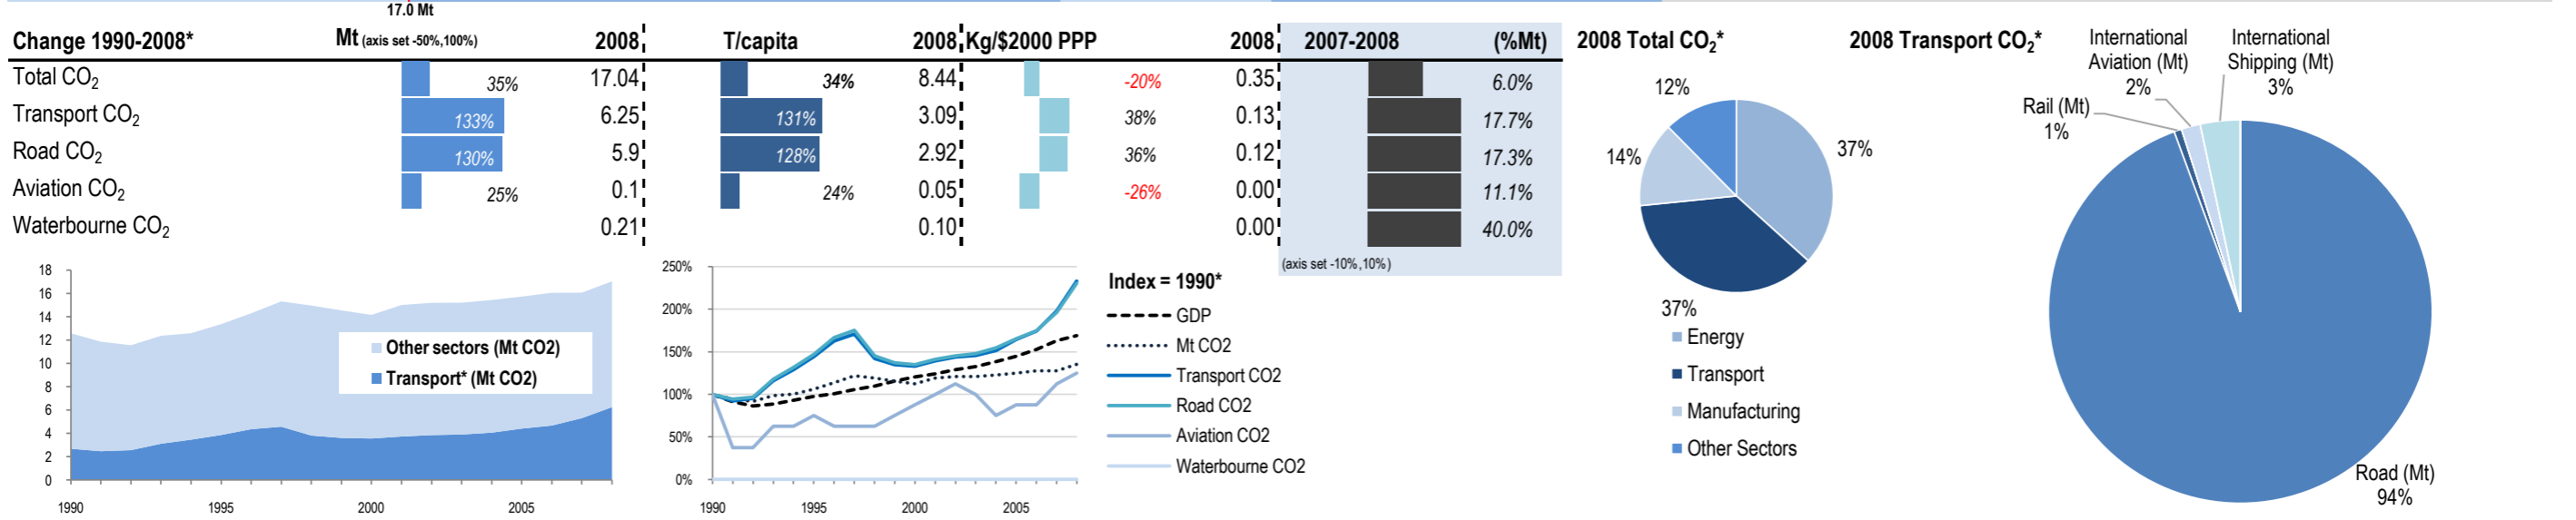 17.0 Mt
Change 1990-2008* Mt (axis set -50%,100%) 2008 T/capita 2008 Kg/$2000 PPP 2008 2007-2008 (%Mt)
Total CO2 35% 17.04 34% 8.44 -20% 0.35 6.0%
Transport CO2 133% 6.25 131% 3.09 38% 0.13 17.7%
Road CO2 130% 5.9 128% 2.92 36% 0.12 17.3%
Aviation CO2 25% 0.1 24% 0.05 -26% 0.00 11.1%
Waterbourne CO2 0.21 0.10 0.00 40.0%
(axis set -10%,10%)
18
16
14
12
10
8
6
4
2
0
Other sectors (Mt CO2)
Transport* (Mt CO2)
1990 1995 2000 2005
250%
200%
150%
100%
50%
0%
1990 1995 2000 2005
Index = 1990*
GDP
Mt CO2
Transport CO2
Road CO2
Aviation CO2
Waterbourne CO2
2008 Total CO2*
12%
37%
14%
37%
Energy
Transport
Manufacturing
Other Sectors
2008 Transport CO2*
International
Aviation (Mt)
2%
International
Shipping (Mt)
3%
Rail (Mt)
1%
Road (Mt)
94%